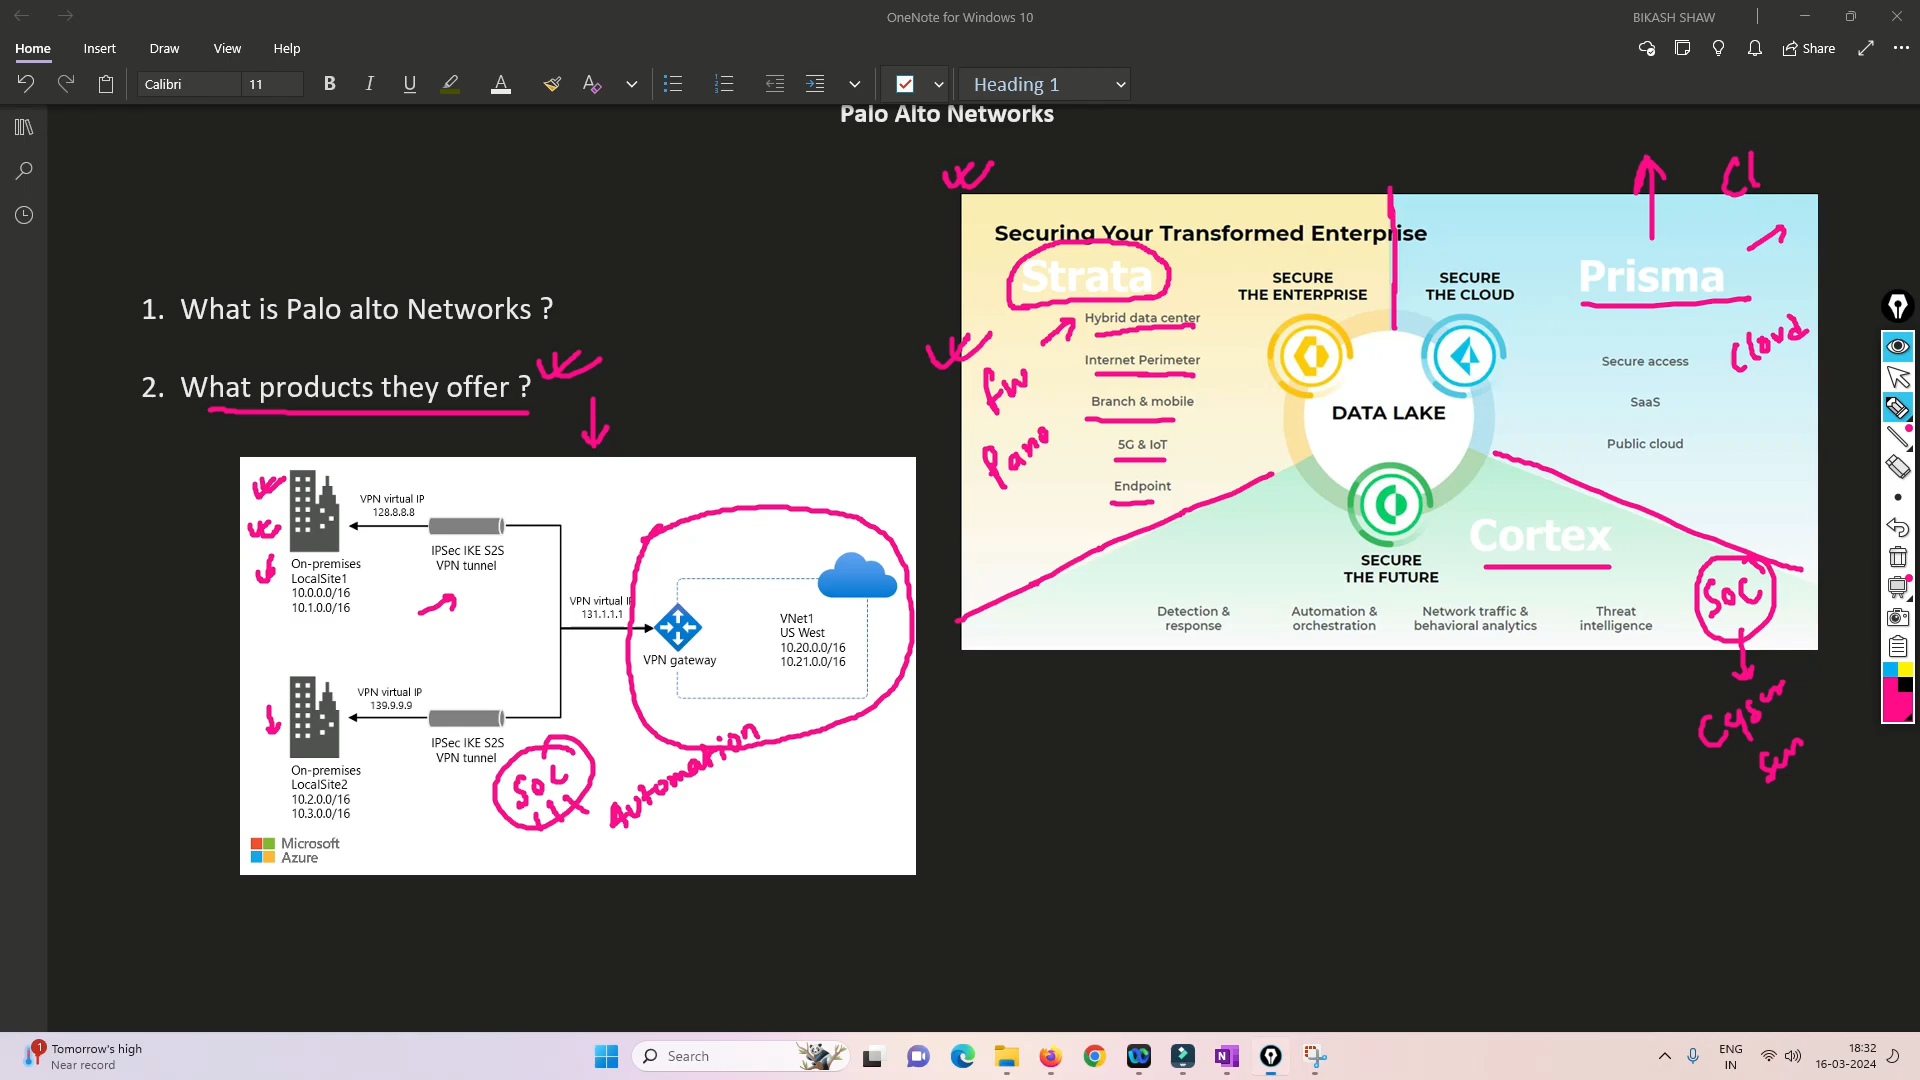 OneNote for Windows 10
BIKASH SHAW
Home Insert Draw View Help
Share
Calibri 11 B I U A A Heading 1
Palo Alto Networks
1. What is Palo alto Networks ?
2. What products they offer ?
VPN virtual IP
128.8.8.8
IPSec IKE S2S
VPN tunnel
On-premises
LocalSite1
10.0.0.0/16
10.1.0.0/16
VPN virtual IP
131.1.1.1
VPN gateway
VNet1
US West
10.20.0.0/16
10.21.0.0/16
VPN virtual IP
139.9.9.9
IPSec IKE S2S
VPN tunnel
On-premises
LocalSite2
10.2.0.0/16
10.3.0.0/16
Microsoft
Azure
SOC
Automation
Cl
Securing Your Transformed Enterprise
Strata
Hybrid data center
Internet Perimeter
Branch & mobile
5G & IoT
Endpoint
FW
Pano
SECURE
THE ENTERPRISE
SECURE
THE CLOUD
DATA LAKE
Prisma
Secure access
SaaS
Public cloud
Cloud
Cortex
SECURE
THE FUTURE
Detection &
response
Automation &
orchestration
Network traffic &
behavioral analytics
Threat
intelligence
SOC
Tomorrow's high
Near record
1
Search
ENG
IN
18:32
16-03-2024